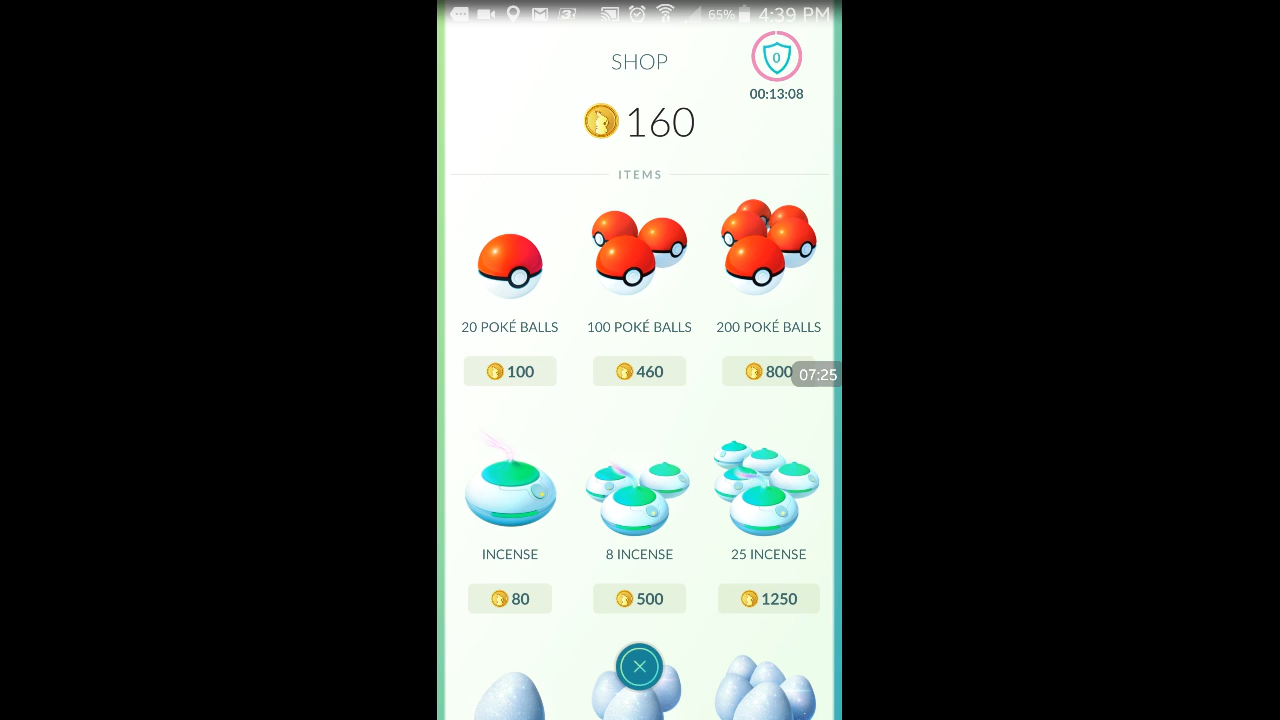 65% 4:39 PM
SHOP
0
00:13:08
160
ITEMS
20 POKÉ BALLS 100 POKÉ BALLS 200 POKÉ BALLS
100 460 800
07:25
INCENSE 8 INCENSE 25 INCENSE
80 500 1250